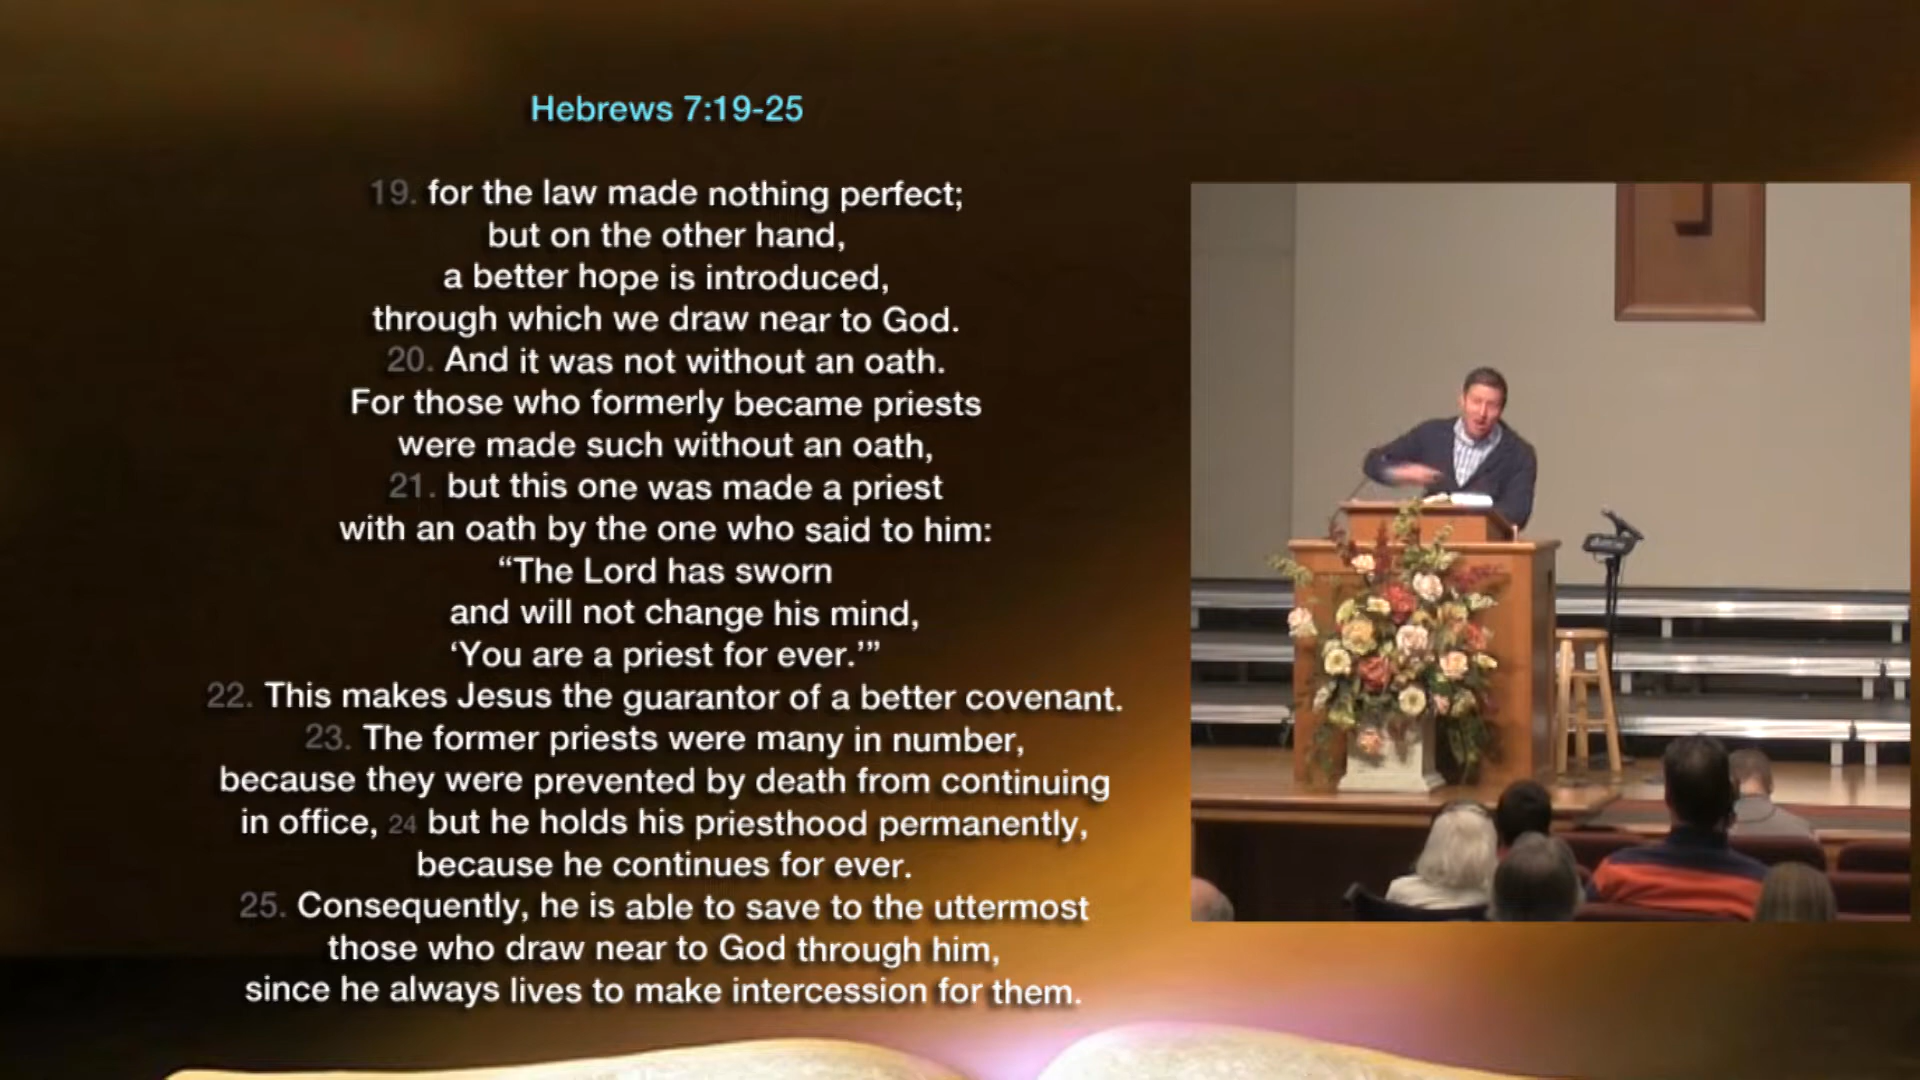 Hebrews 7:19-25
19. for the law made nothing perfect;
but on the other hand,
a better hope is introduced,
through which we draw near to God.
20. And it was not without an oath.
For those who formerly became priests
were made such without an oath,
21. but this one was made a priest
with an oath by the one who said to him:
“The Lord has sworn
and will not change his mind,
‘You are a priest for ever.’”
22. This makes Jesus the guarantor of a better covenant.
23. The former priests were many in number,
because they were prevented by death from continuing
in office, 24 but he holds his priesthood permanently,
because he continues for ever.
25. Consequently, he is able to save to the uttermost
those who draw near to God through him,
since he always lives to make intercession for them.